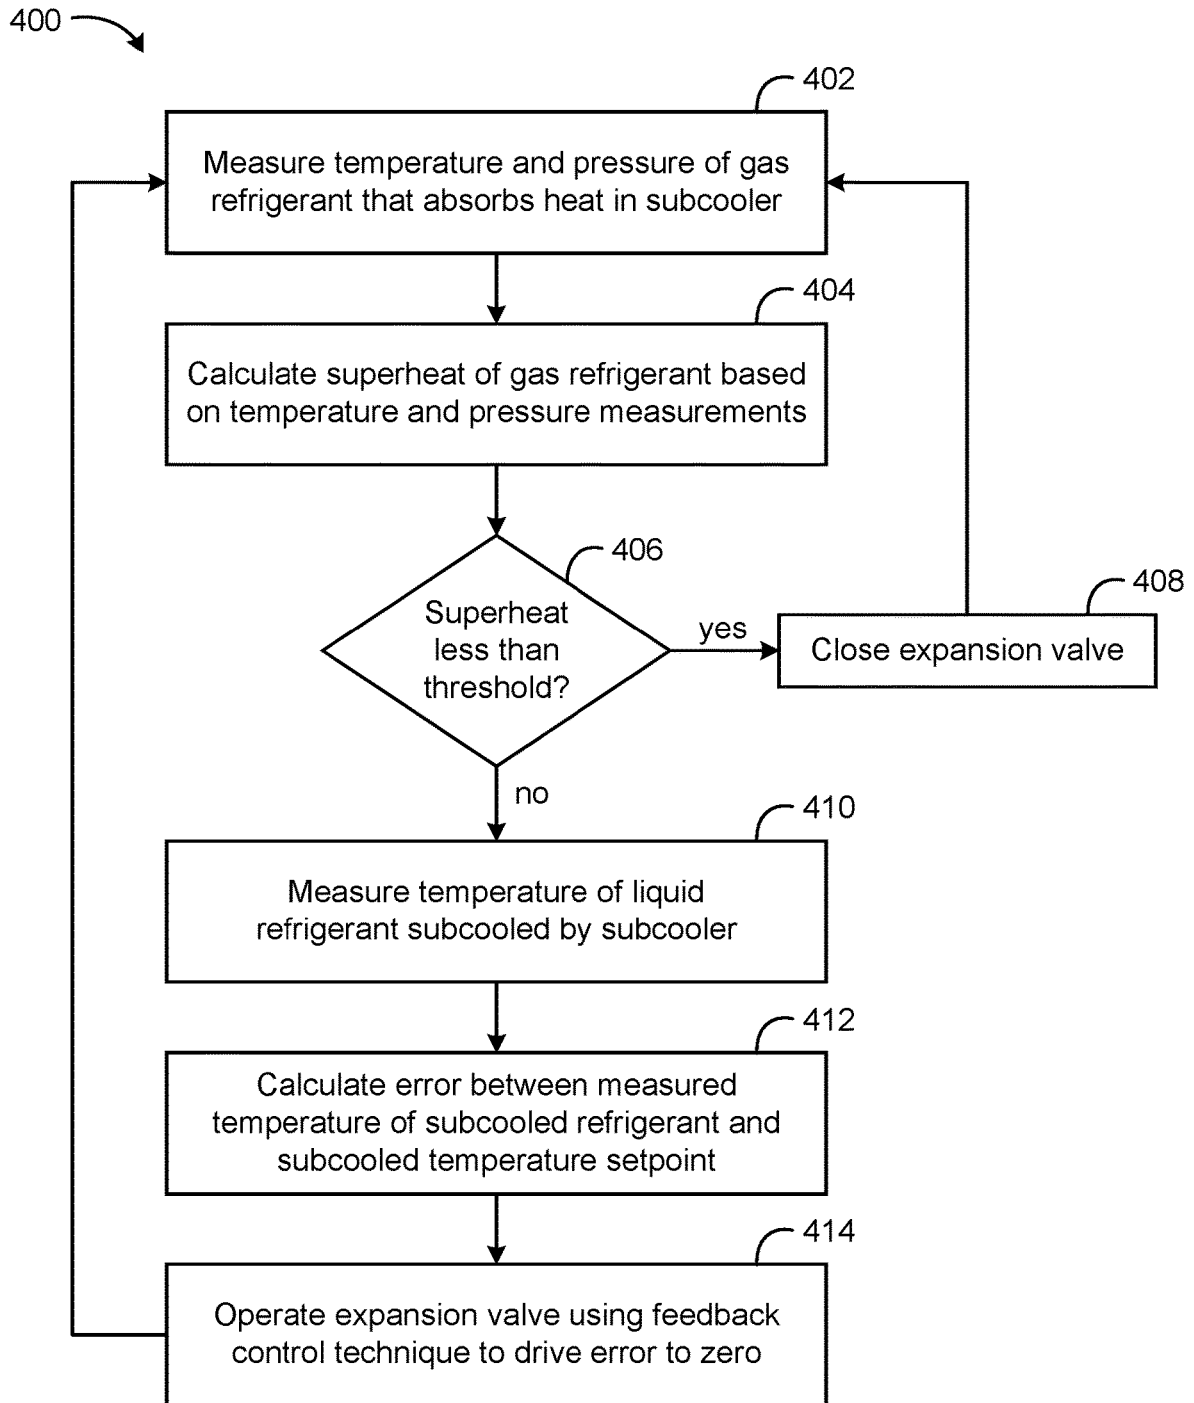 400
402
Measure temperature and pressure of gas
refrigerant that absorbs heat in subcooler
404
Calculate superheat of gas refrigerant based
on temperature and pressure measurements
406
Superheat
less than
threshold?
yes
408
Close expansion valve
no
410
Measure temperature of liquid
refrigerant subcooled by subcooler
412
Calculate error between measured
temperature of subcooled refrigerant and
subcooled temperature setpoint
414
Operate expansion valve using feedback
control technique to drive error to zero